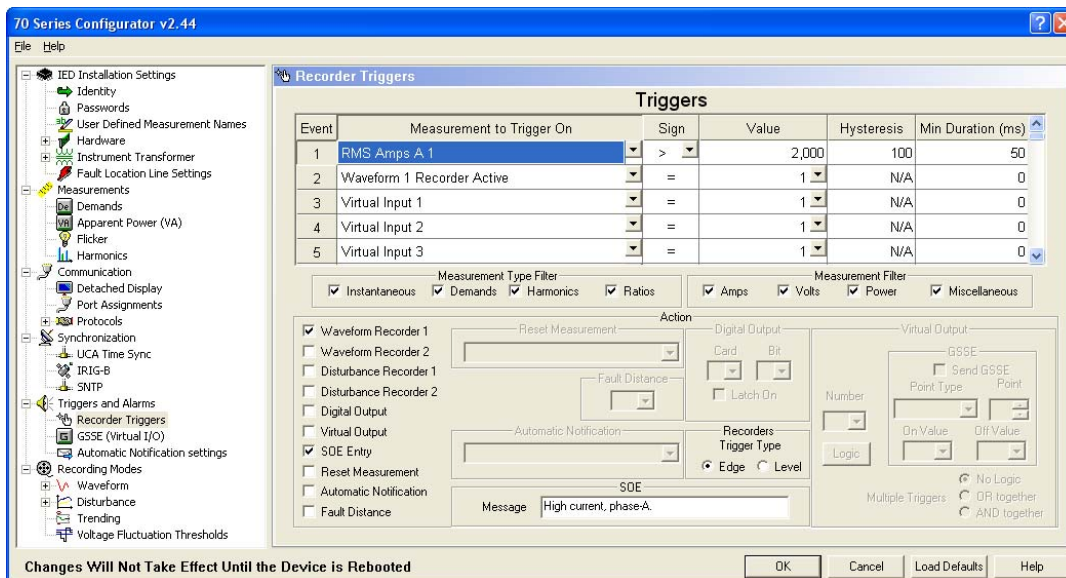 70 Series Configurator v2.44
File Help
IED Installation Settings
Identity
Passwords
User Defined Measurement Names
Hardware
Instrument Transformer
Fault Location Line Settings
Measurements
Demands
Apparent Power (VA)
Flicker
Harmonics
Communication
Detached Display
Port Assignments
Protocols
Synchronization
UCA Time Sync
IRIG-B
SNTP
Triggers and Alarms
Recorder Triggers
GSSE (Virtual I/O)
Automatic Notification settings
Recording Modes
Waveform
Disturbance
Trending
Voltage Fluctuation Thresholds
Recorder Triggers
Triggers
Event Measurement to Trigger On Sign Value Hysteresis Min Duration (ms)
1 RMS Amps A 1 > 2,000 100 50
2 Waveform 1 Recorder Active = 1 N/A 0
3 Virtual Input 1 = 1 N/A 0
4 Virtual Input 2 = 1 N/A 0
5 Virtual Input 3 = 1 N/A 0
Measurement Type Filter Measurement Filter
Instantaneous Demands Harmonics Ratios Amps Volts Power Miscellaneous
Action
Waveform Recorder 1
Waveform Recorder 2
Disturbance Recorder 1
Disturbance Recorder 2
Digital Output
Virtual Output
SOE Entry
Reset Measurement
Automatic Notification
Fault Distance
Reset Measurement
Fault Distance
Automatic Notification
SOE
Message High current, phase-A.
Digital Output
Card Bit
Latch On
Recorders
Trigger Type
Edge Level
Virtual Output
GSSE
Send GSSE
Point Type Point
Number
On Value Off Value
Logic
Multiple Triggers
No Logic
OR together
AND together
Changes Will Not Take Effect Until the Device is Rebooted
OK Cancel Load Defaults Help